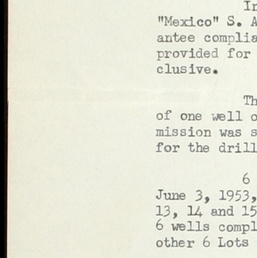 In
"Mexico" S. A
antee complia
provided for
clusive.
Th
of one well o
mission was s
for the drill
6
June 3, 1953,
13, 14 and 15
6 wells compl
other 6 Lots